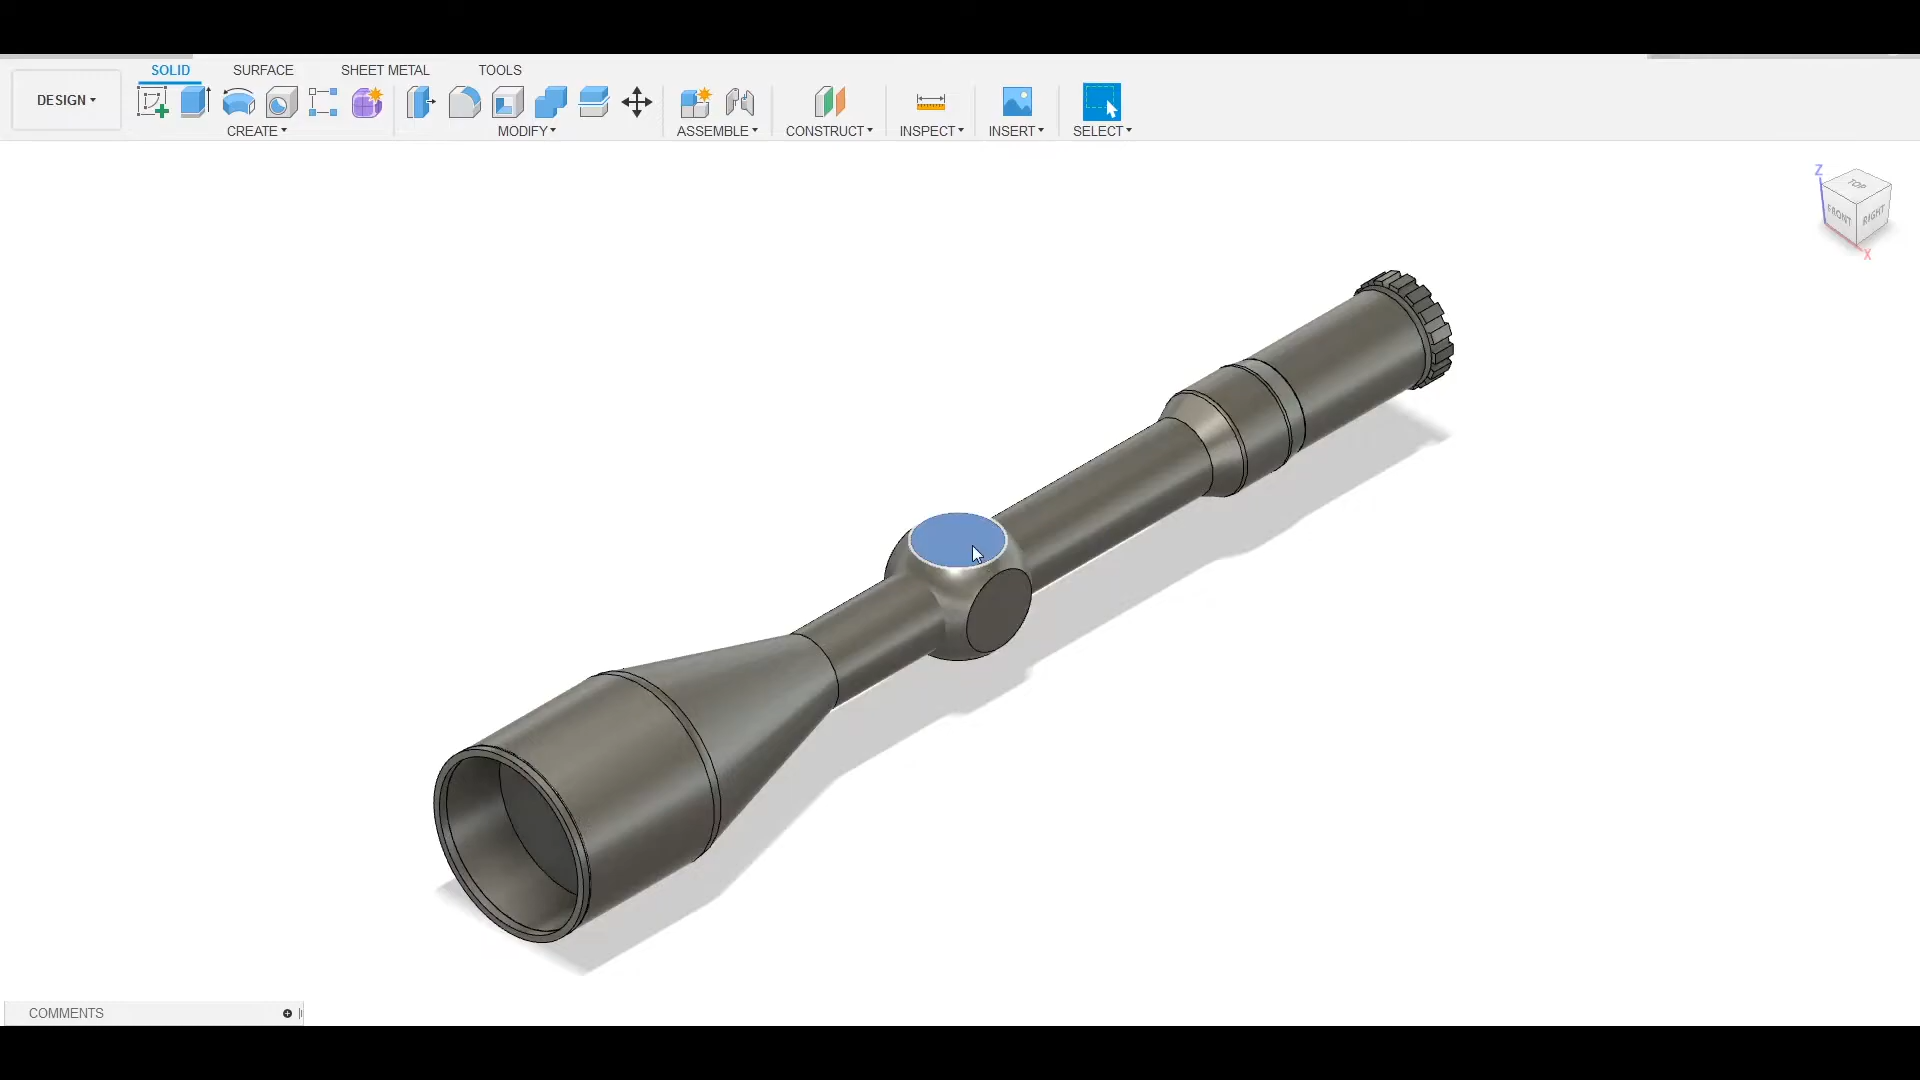 SOLID SURFACE SHEET METAL TOOLS
DESIGN
CREATE MODIFY ASSEMBLE CONSTRUCT INSPECT INSERT SELECT
Z
TOP
FRONT RIGHT
X
COMMENTS